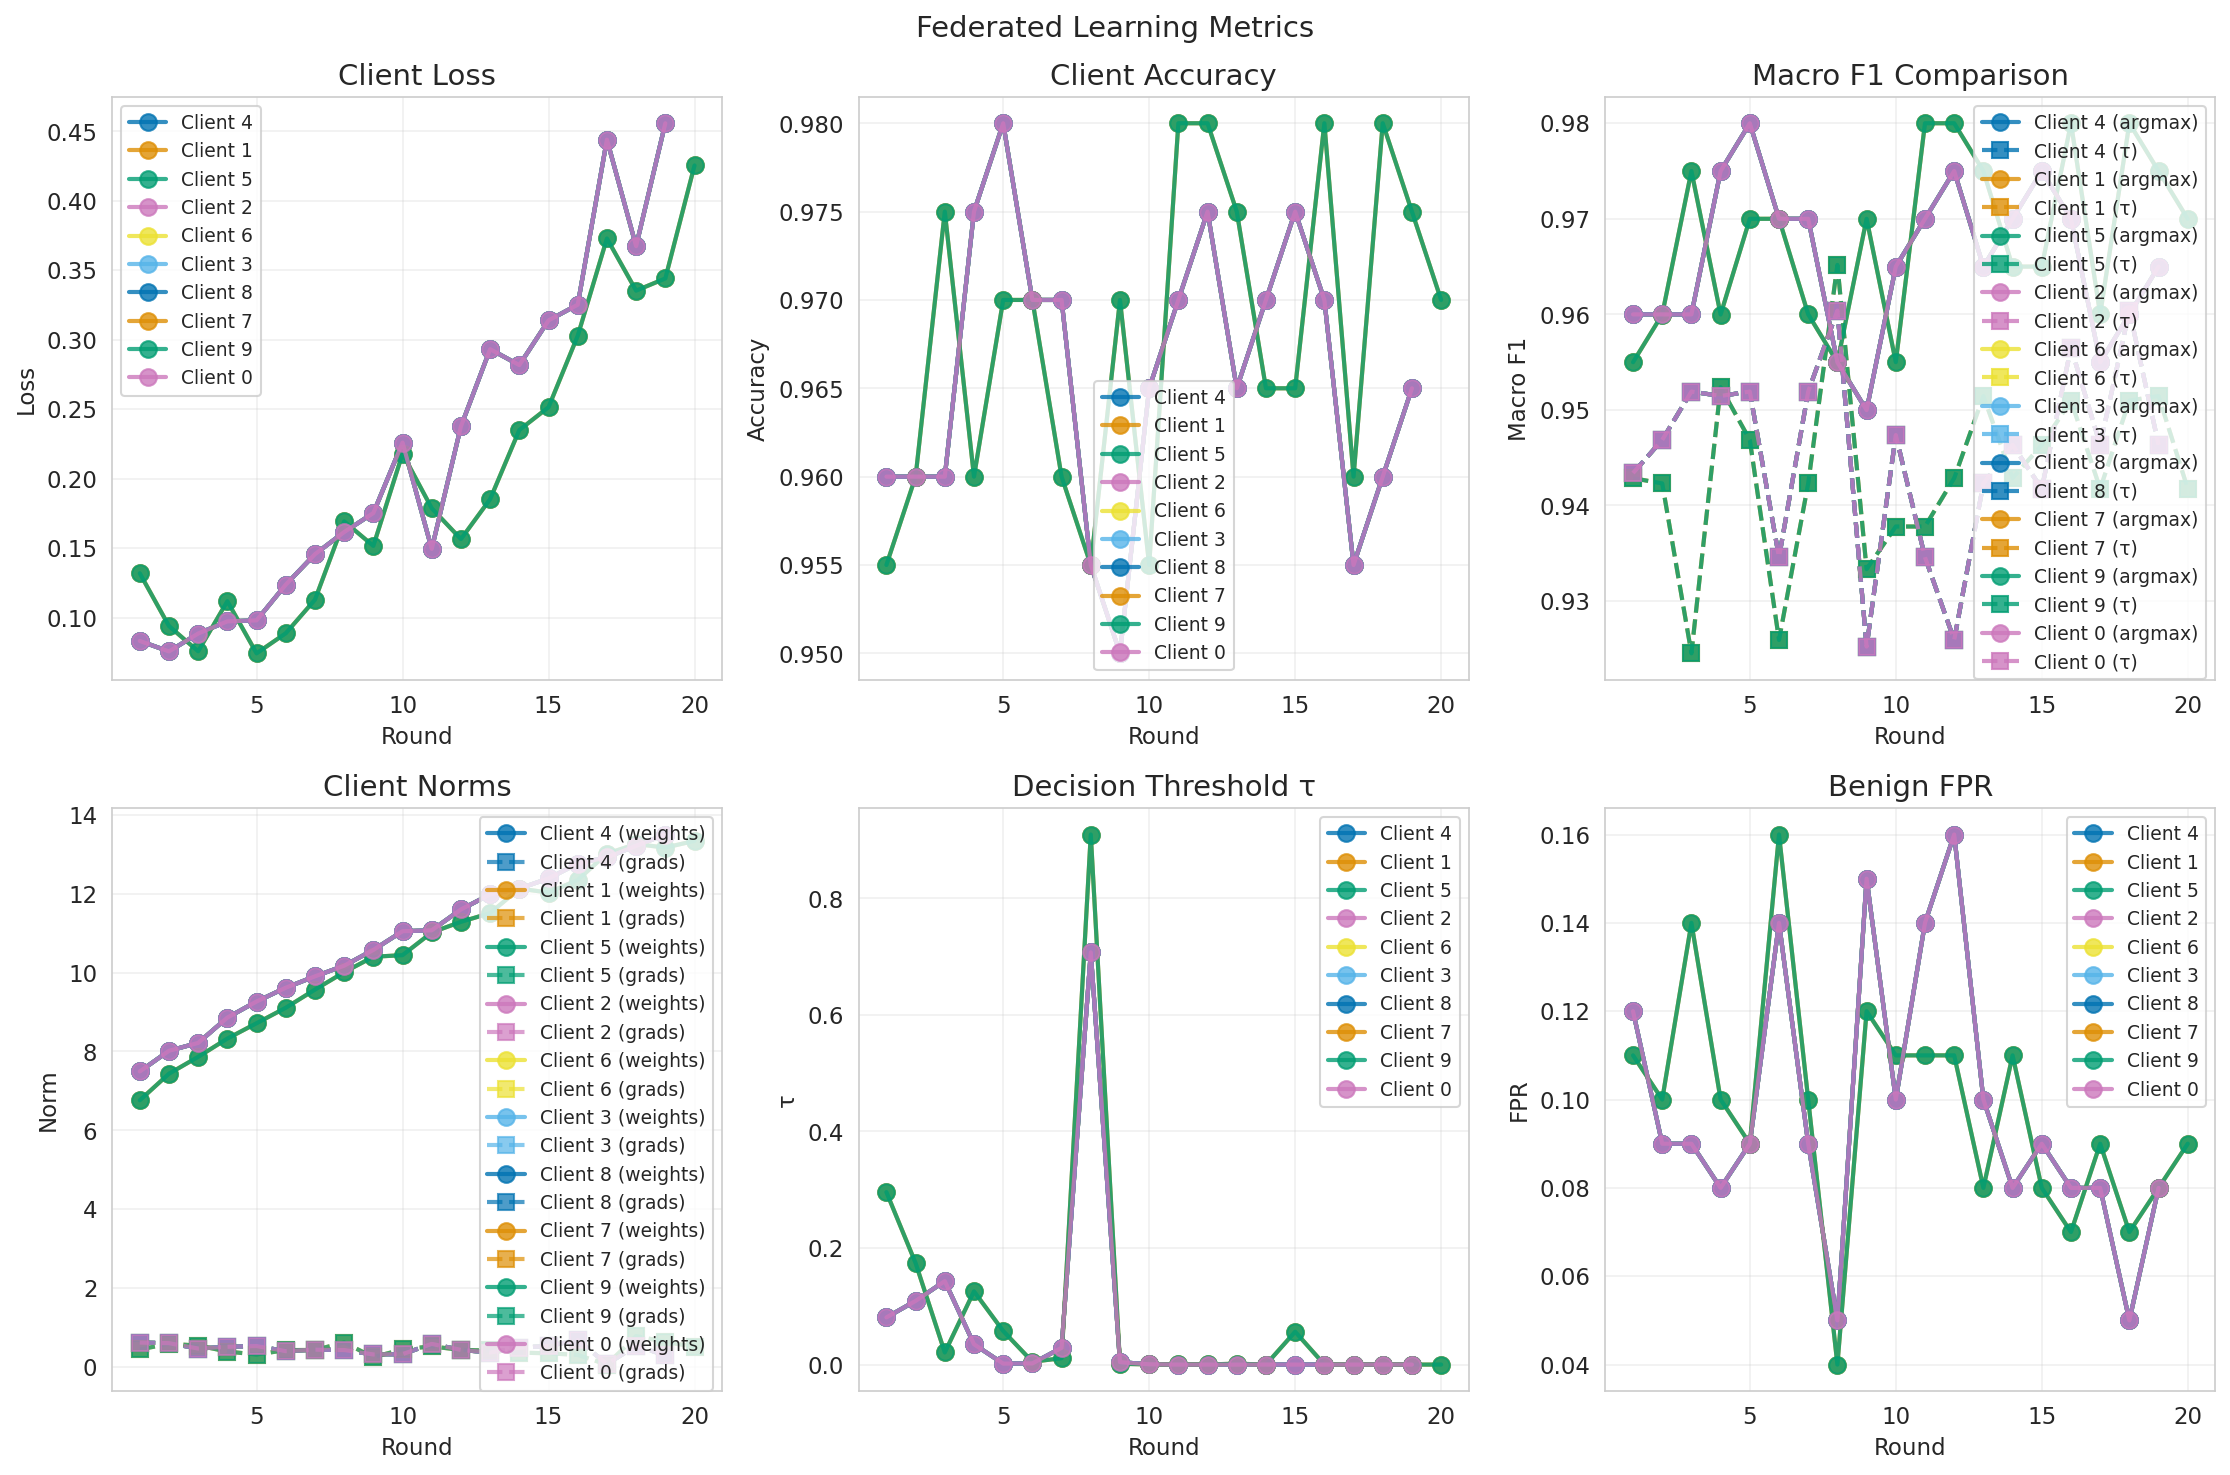 Federated Learning Metrics
Client Loss
Loss
0.45
0.40
0.35
0.30
0.25
0.20
0.15
0.10
5 10 15 20
Round
Client 4
Client 1
Client 5
Client 2
Client 6
Client 3
Client 8
Client 7
Client 9
Client 0
Client Accuracy
Accuracy
0.980
0.975
0.970
0.965
0.960
0.955
0.950
5 10 15 20
Round
Client 4
Client 1
Client 5
Client 2
Client 6
Client 3
Client 8
Client 7
Client 9
Client 0
Macro F1 Comparison
Macro F1
0.98
0.97
0.96
0.95
0.94
0.93
5 10 15 20
Round
Client 4 (argmax)
Client 4 (τ)
Client 1 (argmax)
Client 1 (τ)
Client 5 (argmax)
Client 5 (τ)
Client 2 (argmax)
Client 2 (τ)
Client 6 (argmax)
Client 6 (τ)
Client 3 (argmax)
Client 3 (τ)
Client 8 (argmax)
Client 8 (τ)
Client 7 (argmax)
Client 7 (τ)
Client 9 (argmax)
Client 9 (τ)
Client 0 (argmax)
Client 0 (τ)
Client Norms
Norm
14
12
10
8
6
4
2
0
5 10 15 20
Round
Client 4 (weights)
Client 4 (grads)
Client 1 (weights)
Client 1 (grads)
Client 5 (weights)
Client 5 (grads)
Client 2 (weights)
Client 2 (grads)
Client 6 (weights)
Client 6 (grads)
Client 3 (weights)
Client 3 (grads)
Client 8 (weights)
Client 8 (grads)
Client 7 (weights)
Client 7 (grads)
Client 9 (weights)
Client 9 (grads)
Client 0 (weights)
Client 0 (grads)
Decision Threshold τ
τ
0.8
0.6
0.4
0.2
0.0
5 10 15 20
Round
Client 4
Client 1
Client 5
Client 2
Client 6
Client 3
Client 8
Client 7
Client 9
Client 0
Benign FPR
FPR
0.16
0.14
0.12
0.10
0.08
0.06
0.04
5 10 15 20
Round
Client 4
Client 1
Client 5
Client 2
Client 6
Client 3
Client 8
Client 7
Client 9
Client 0